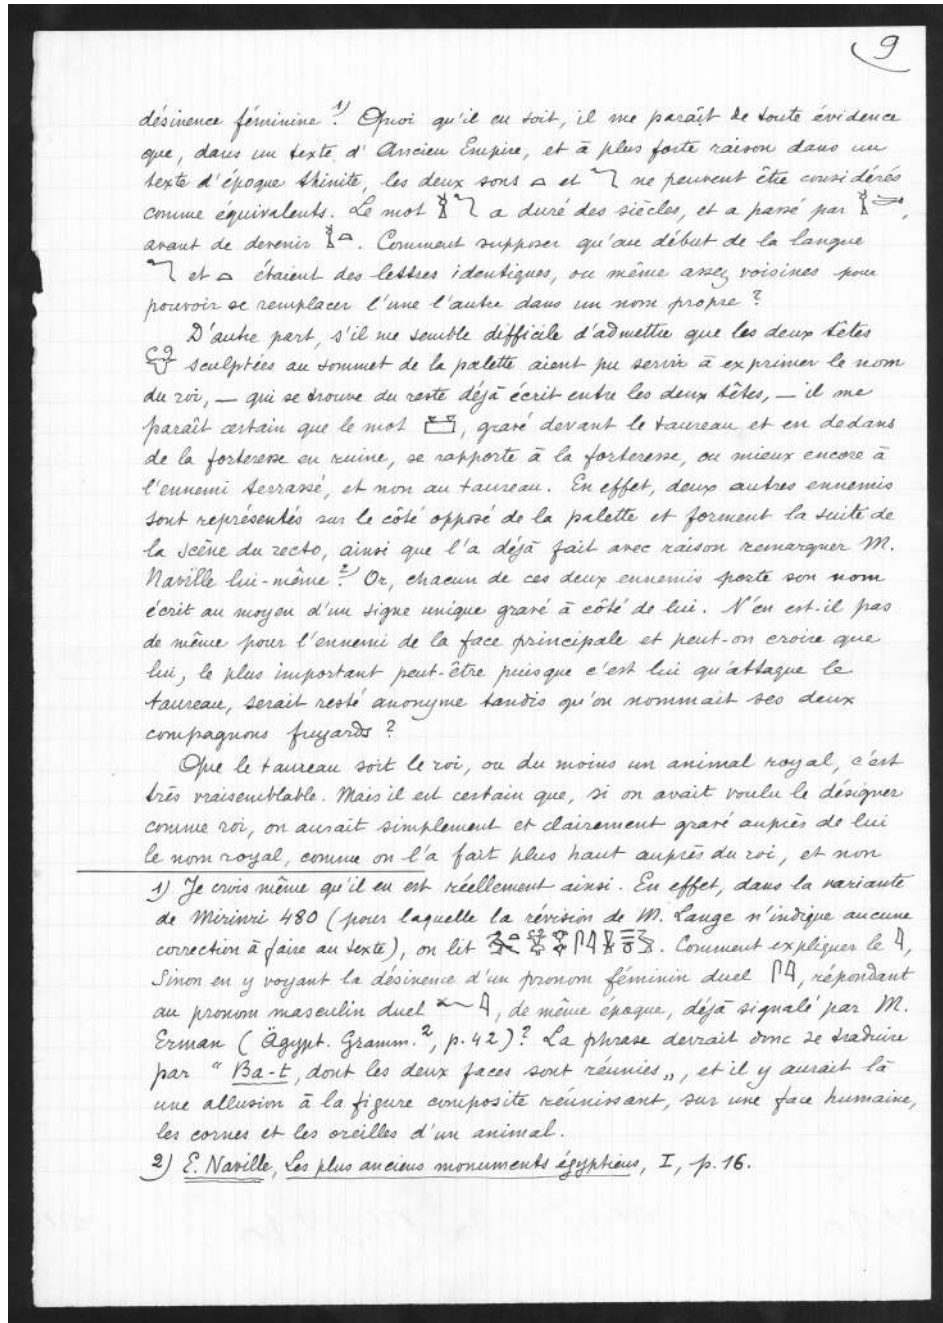 9
désinence féminine 1)? Quoi qu'il en soit, il me paraît de toute évidence
que, dans un texte d'Ancien Empire, et à plus forte raison dans un
texte d'époque thinite, les deux sons 𓏏 et 𓆓 ne peuvent être considérés
comme équivalents. Le mot a duré des siècles, et a passé par ,
avant de devenir . Comment supposer qu'au début de la langue
𓆓 et 𓏏 étaient des lettres identiques, ou même assez voisines pour
pouvoir se remplacer l'une l'autre dans un nom propre ?
D'autre part, s'il me semble difficile d'admettre que les deux têtes
sculptées au sommet de la palette aient pu servir à exprimer le nom
du roi, — qui se trouve du reste déjà écrit entre les deux têtes, — il me
paraît certain que le mot , gravé devant le taureau et en dedans
de la forteresse en ruine, se rapporte à la forteresse, ou mieux encore à
l'ennemi terrassé, et non au taureau. En effet, deux autres ennemis
sont représentés sur le côté opposé de la palette et forment la suite de
la scène du recto, ainsi que l'a déjà fait avec raison remarquer M.
Naville lui-même 2). Or, chacun de ces deux ennemis porte son nom
écrit au moyen d'un signe unique gravé à côté de lui. N'en est-il pas
de même pour l'ennemi de la face principale et peut-on croire que
lui, le plus important peut-être puisque c'est lui qu'attaque le
taureau, serait resté anonyme tandis qu'on nommait ses deux
compagnons fuyards ?
Que le taureau soit le roi, ou du moins un animal royal, c'est
très vraisemblable. Mais il est certain que, si on avait voulu le désigner
comme roi, on aurait simplement et clairement gravé auprès de lui
le nom royal, comme on l'a fait plus haut auprès du roi, et non
1) Je crois même qu'il en est réellement ainsi. En effet, dans la variante
de Mirinri 480 (pour laquelle la révision de M. Lange n'indique aucune
correction à faire au texte), on lit . Comment expliquer le 𓇋,
sinon en y voyant la désinence d'un pronom féminin duel 𓋴𓇋, répondant
au pronom masculin duel 𓆑𓇋, de même époque, déjà signalé par M.
Erman (Ägypt. Gramm.², p. 42) ? La phrase devrait donc se traduire
par "Ba-t, dont les deux faces sont réunies", et il y aurait là
une allusion à la figure composite réunissant, sur une face humaine,
les cornes et les oreilles d'un animal.
2) E. Naville, Les plus anciens monuments égyptiens, I, p. 16.